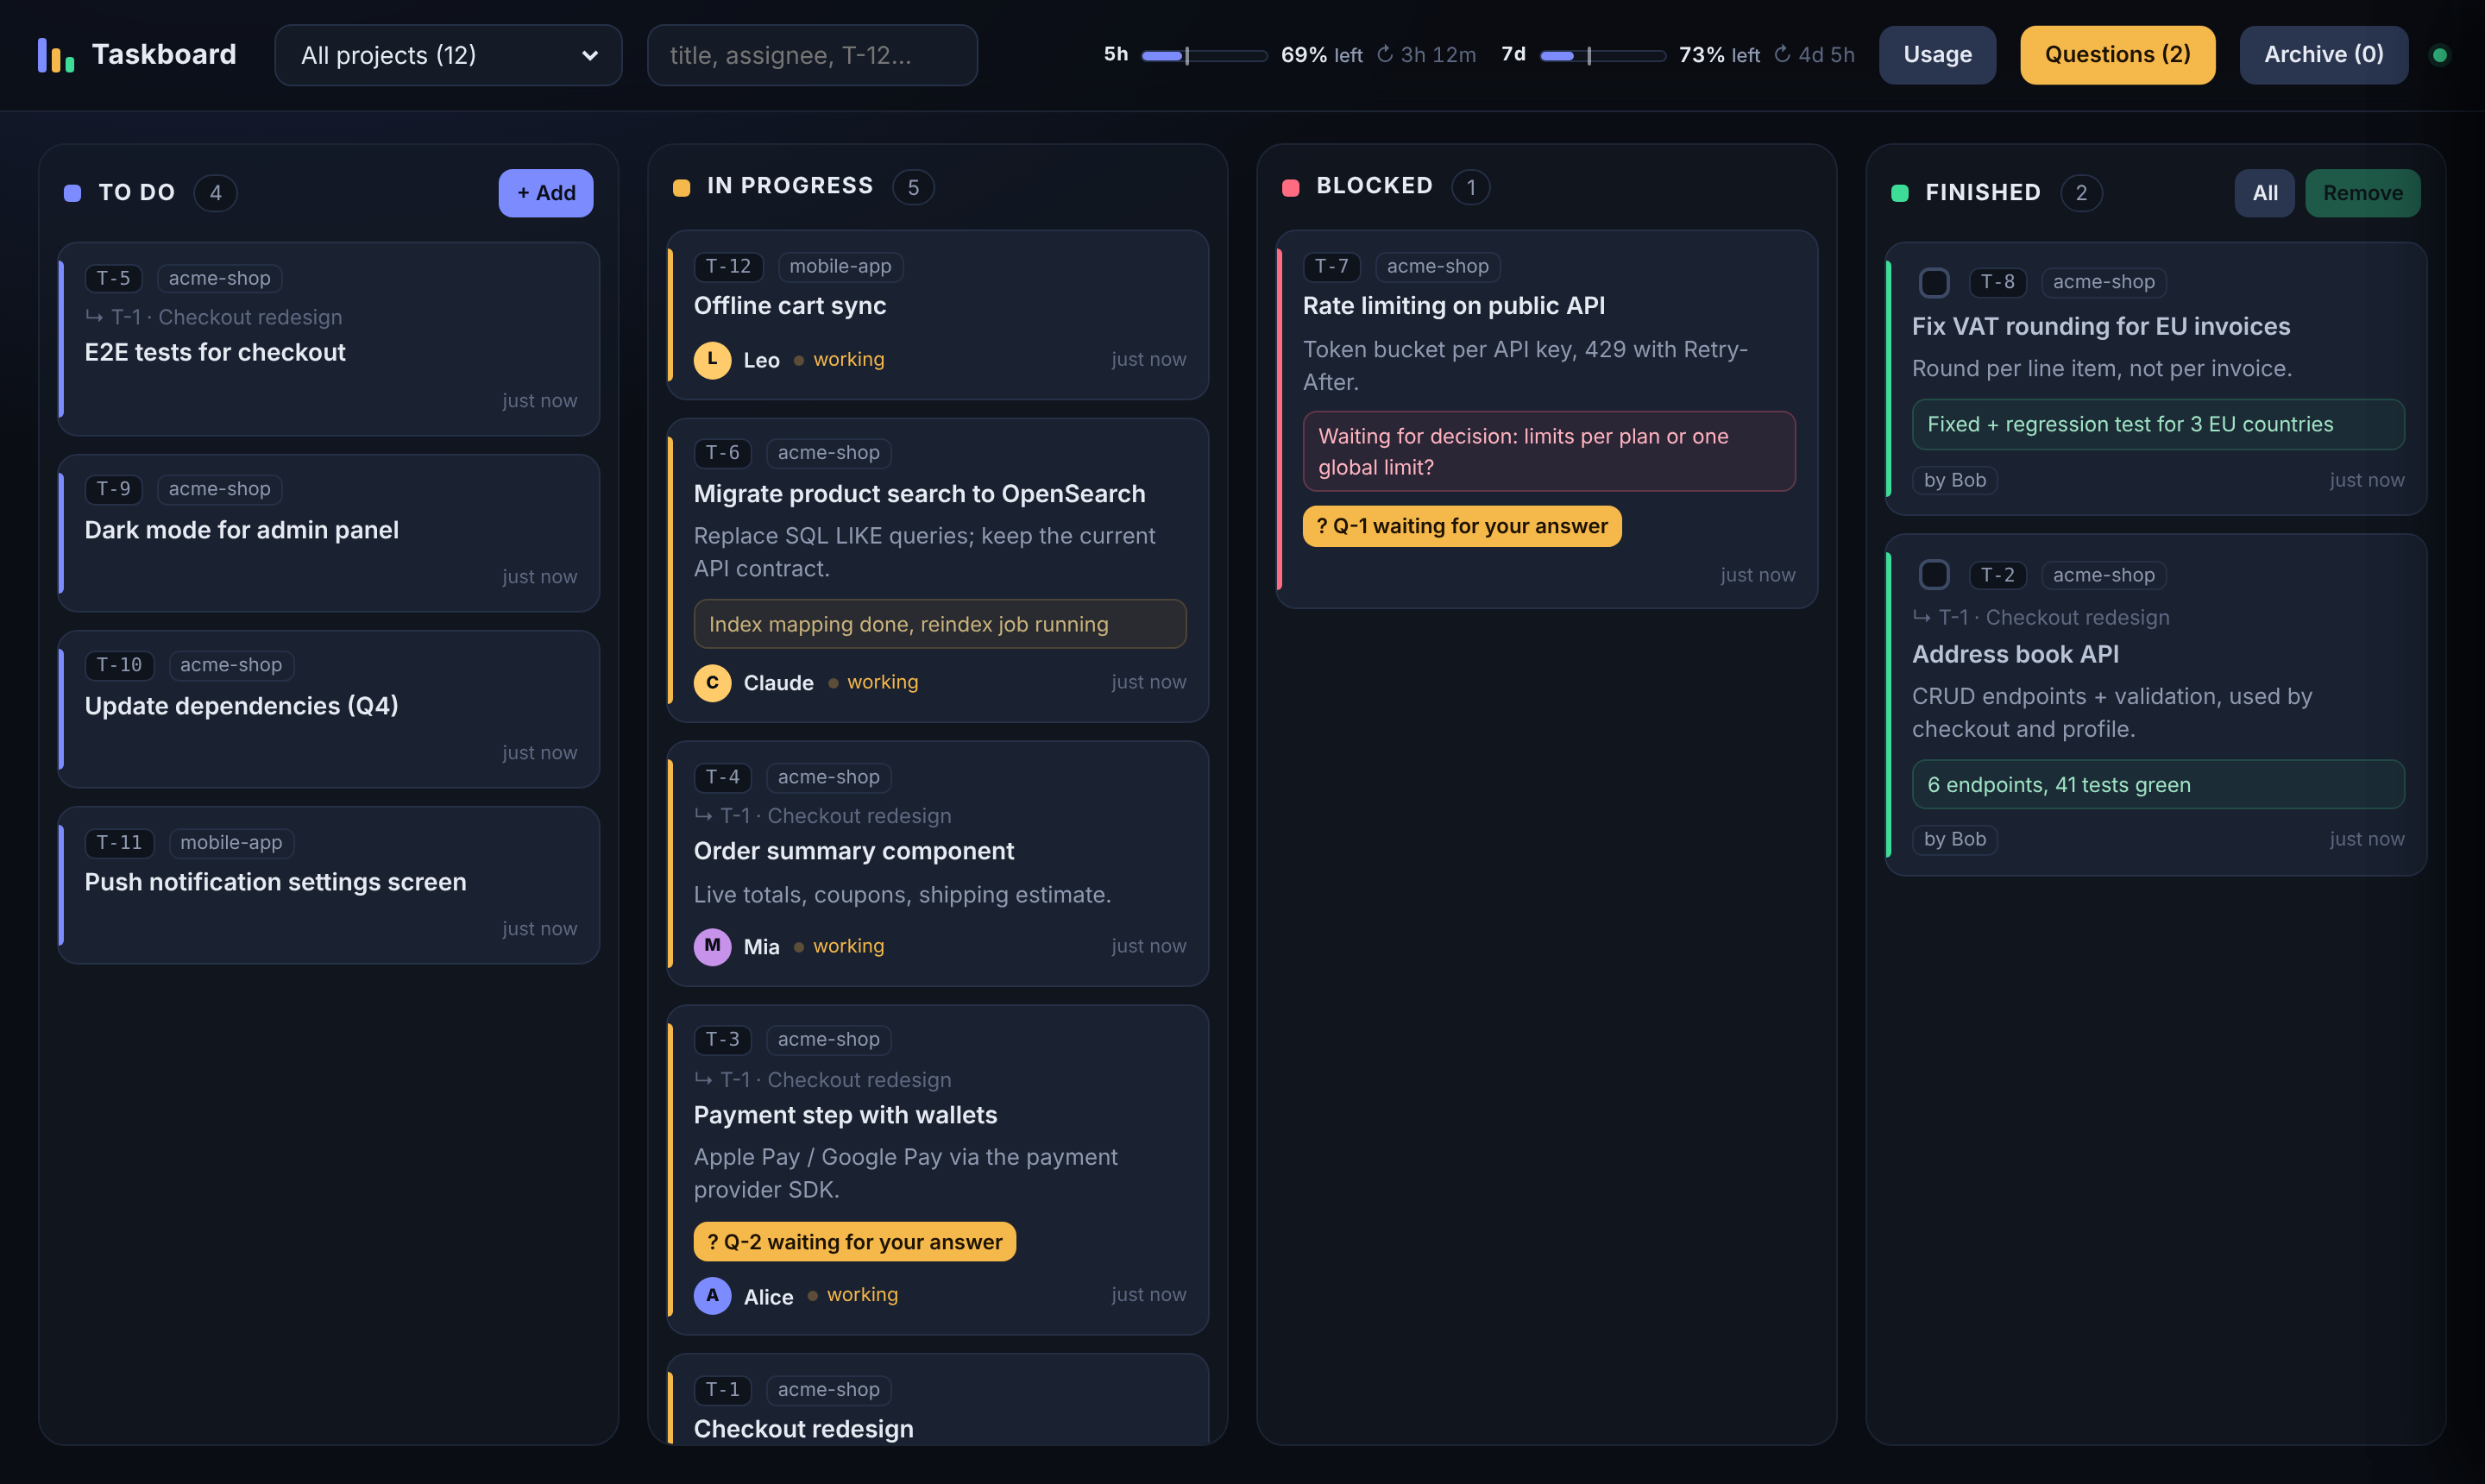 Taskboard
All projects (12)
title, assignee, T-12...
5h 69% left ↻ 3h 12m
7d 73% left ↻ 4d 5h
Usage
Questions (2)
Archive (0)
TO DO 4
+ Add
T-5 acme-shop
↳ T-1 · Checkout redesign
E2E tests for checkout
just now
T-9 acme-shop
Dark mode for admin panel
just now
T-10 acme-shop
Update dependencies (Q4)
just now
T-11 mobile-app
Push notification settings screen
just now
IN PROGRESS 5
T-12 mobile-app
Offline cart sync
L Leo working just now
T-6 acme-shop
Migrate product search to OpenSearch
Replace SQL LIKE queries; keep the current
API contract.
Index mapping done, reindex job running
C Claude working just now
T-4 acme-shop
↳ T-1 · Checkout redesign
Order summary component
Live totals, coupons, shipping estimate.
M Mia working just now
T-3 acme-shop
↳ T-1 · Checkout redesign
Payment step with wallets
Apple Pay / Google Pay via the payment
provider SDK.
? Q-2 waiting for your answer
A Alice working just now
T-1 acme-shop
Checkout redesign
BLOCKED 1
T-7 acme-shop
Rate limiting on public API
Token bucket per API key, 429 with Retry-
After.
Waiting for decision: limits per plan or one
global limit?
? Q-1 waiting for your answer
just now
FINISHED 2
All
Remove
T-8 acme-shop
Fix VAT rounding for EU invoices
Round per line item, not per invoice.
Fixed + regression test for 3 EU countries
by Bob just now
T-2 acme-shop
↳ T-1 · Checkout redesign
Address book API
CRUD endpoints + validation, used by
checkout and profile.
6 endpoints, 41 tests green
by Bob just now